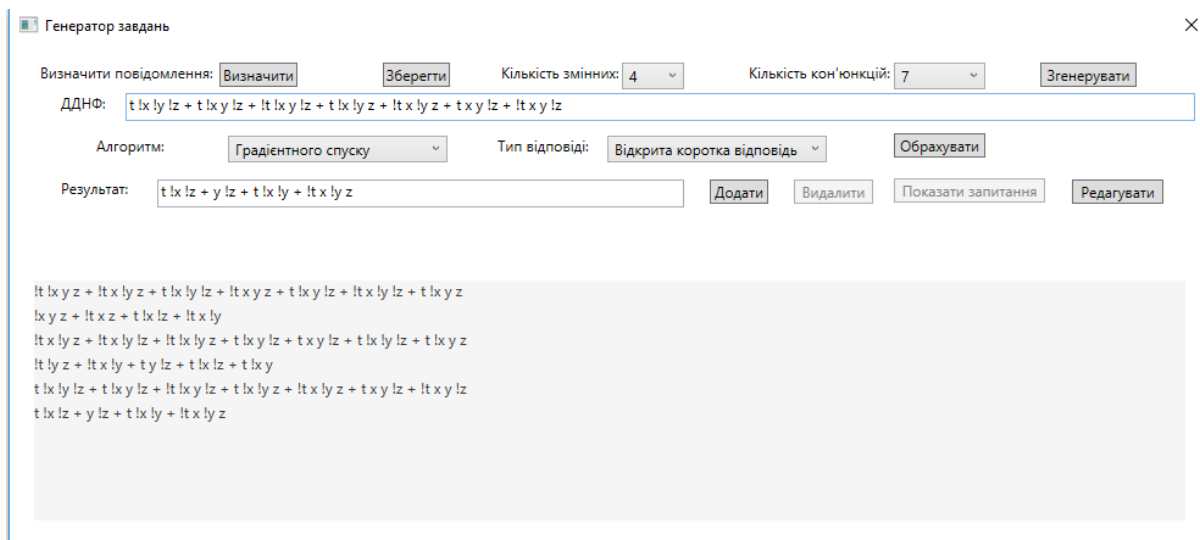 Генератор завдань
Визначити повідомлення: Визначити Зберегти Кількість змінних: 4 Кількість кон'юнкцій: 7 Згенерувати
ДДНФ: t !x !y !z + t !x y !z + !t !x y !z + t !x !y z + !t x !y z + t x y !z + !t x y !z
Алгоритм: Градієнтного спуску Тип відповіді: Відкрита коротка відповідь Обрахувати
Результат: t !x !z + y !z + t !x !y + !t x !y z Додати Видалити Показати запитання Редагувати
!t !x y z + !t x !y z + t !x !y !z + !t x y z + t !x y !z + !t x !y !z + t !x y z
!x y z + !t x z + t !x !z + !t x !y
!t x !y z + !t x !y !z + !t !x !y z + t !x y !z + t x y !z + t !x !y !z + t !x y z
!t !y z + !t x !y + t y !z + t !x !z + t !x y
t !x !y !z + t !x y !z + !t !x y !z + t !x !y z + !t x !y z + t x y !z + !t x y !z
t !x !z + y !z + t !x !y + !t x !y z